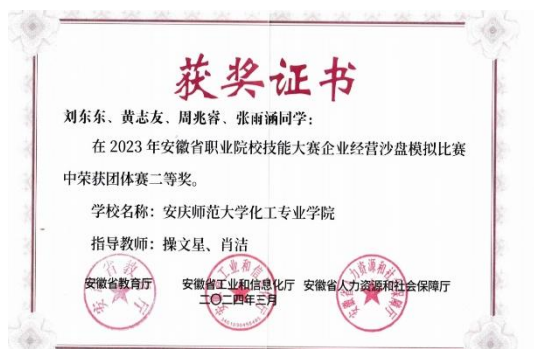 获奖证书
刘东东、黄志友、周兆睿、张雨涵同学：
在 2023 年安徽省职业院校技能大赛企业经营沙盘模拟比赛
中荣获团体赛二等奖。
学校名称：安庆师范大学化工专业学院
指导教师：操文星、肖洁
安徽省教育厅 安徽省工业和信息化厅 安徽省人力资源和社会保障厅
二〇二四年三月